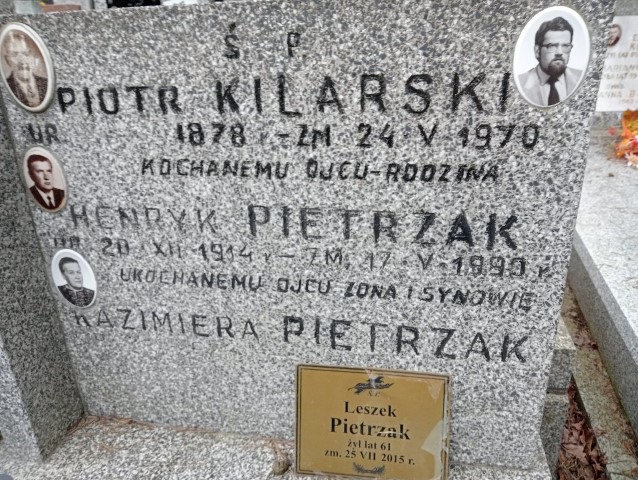 Ś. P.
PIOTR KILARSKI
UR. 1878 r. - ZM. 24. V. 1970
KOCHANEMU OJCU - RODZINA
HENRYK PIETRZAK
UR. 20. XII. 1914 r. - ZM. 17. V. 1990 r.
UKOCHANEMU OJCU ŻONA I SYNOWIE
KAZIMIERA PIETRZAK
Ś.P.
Leszek
Pietrzak
żył lat 61
zm. 25 VII 2015 r.